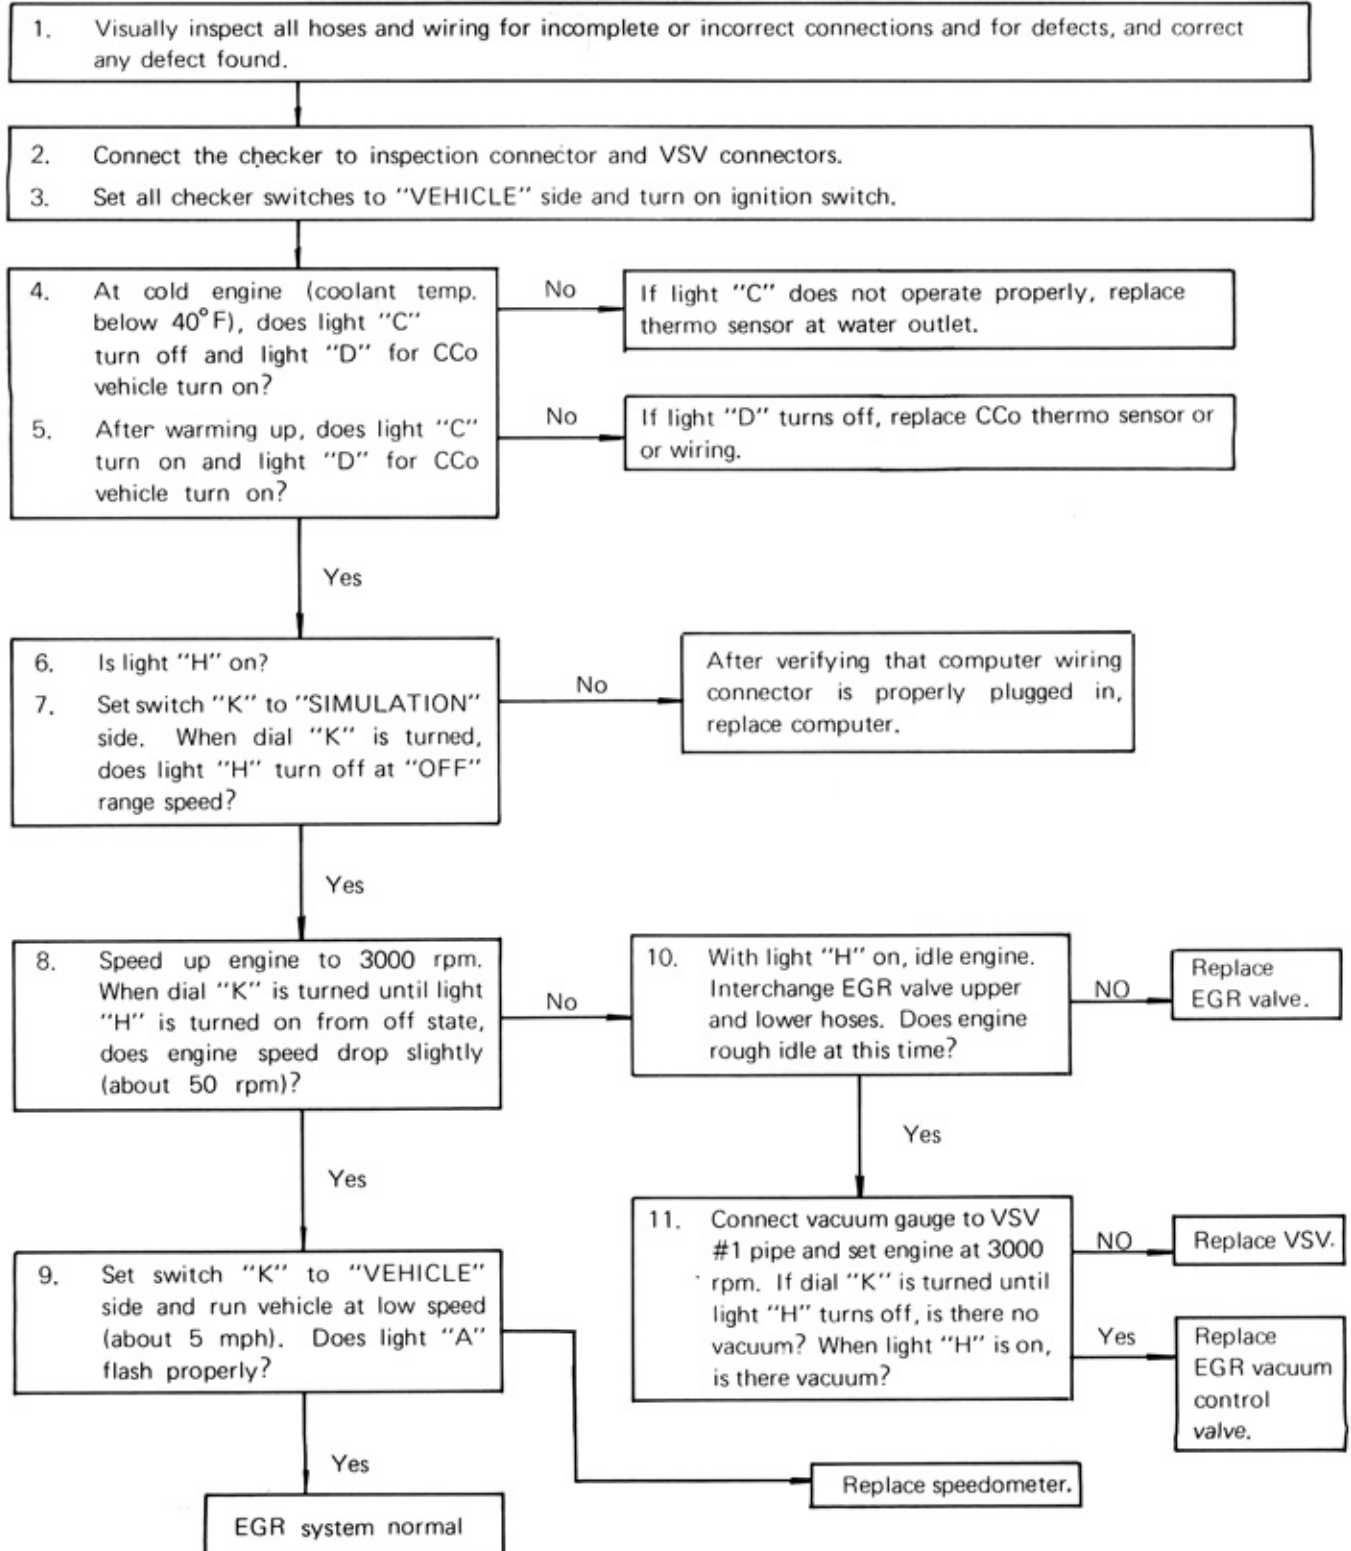 1. Visually inspect all hoses and wiring for incomplete or incorrect connections and for defects, and correct
any defect found.
2. Connect the checker to inspection connector and VSV connectors.
3. Set all checker switches to "VEHICLE" side and turn on ignition switch.
4. At cold engine (coolant temp.
below 40°F), does light "C"
turn off and light "D" for CCo
vehicle turn on?
No
If light "C" does not operate properly, replace
thermo sensor at water outlet.
5. After warming up, does light "C"
turn on and light "D" for CCo
vehicle turn on?
No
If light "D" turns off, replace CCo thermo sensor or
or wiring.
Yes
6. Is light "H" on?
7. Set switch "K" to "SIMULATION"
side. When dial "K" is turned,
does light "H" turn off at "OFF"
range speed?
No
After verifying that computer wiring
connector is properly plugged in,
replace computer.
Yes
8. Speed up engine to 3000 rpm.
When dial "K" is turned until light
"H" is turned on from off state,
does engine speed drop slightly
(about 50 rpm)?
No
10. With light "H" on, idle engine.
Interchange EGR valve upper
and lower hoses. Does engine
rough idle at this time?
NO
Replace
EGR valve.
Yes
Yes
11. Connect vacuum gauge to VSV
#1 pipe and set engine at 3000
rpm. If dial "K" is turned until
light "H" turns off, is there no
vacuum? When light "H" is on,
is there vacuum?
NO
Replace VSV.
Yes
Replace
EGR vacuum
control
valve.
9. Set switch "K" to "VEHICLE"
side and run vehicle at low speed
(about 5 mph). Does light "A"
flash properly?
Yes
Replace speedometer.
EGR system normal